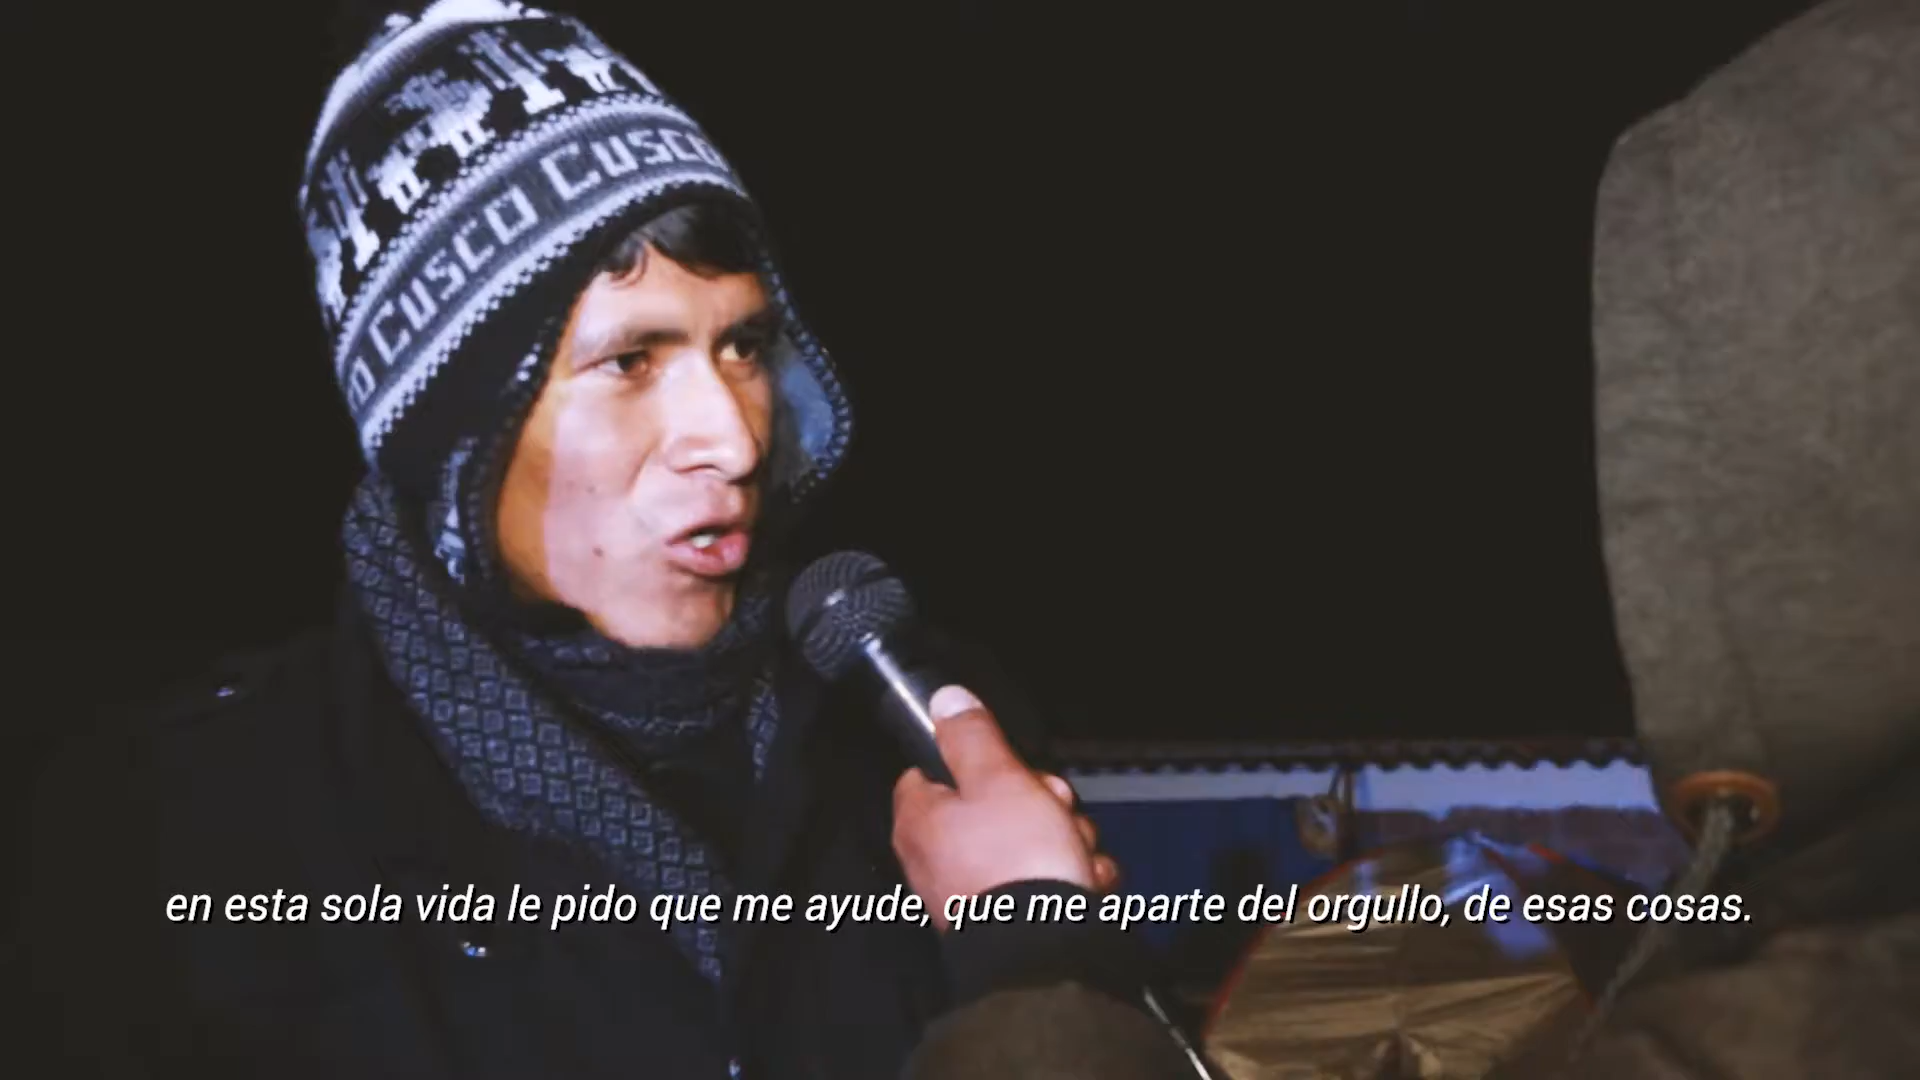 CUSCO CUSCO CUSCO
en esta sola vida le pido que me ayude, que me aparte del orgullo, de esas cosas.